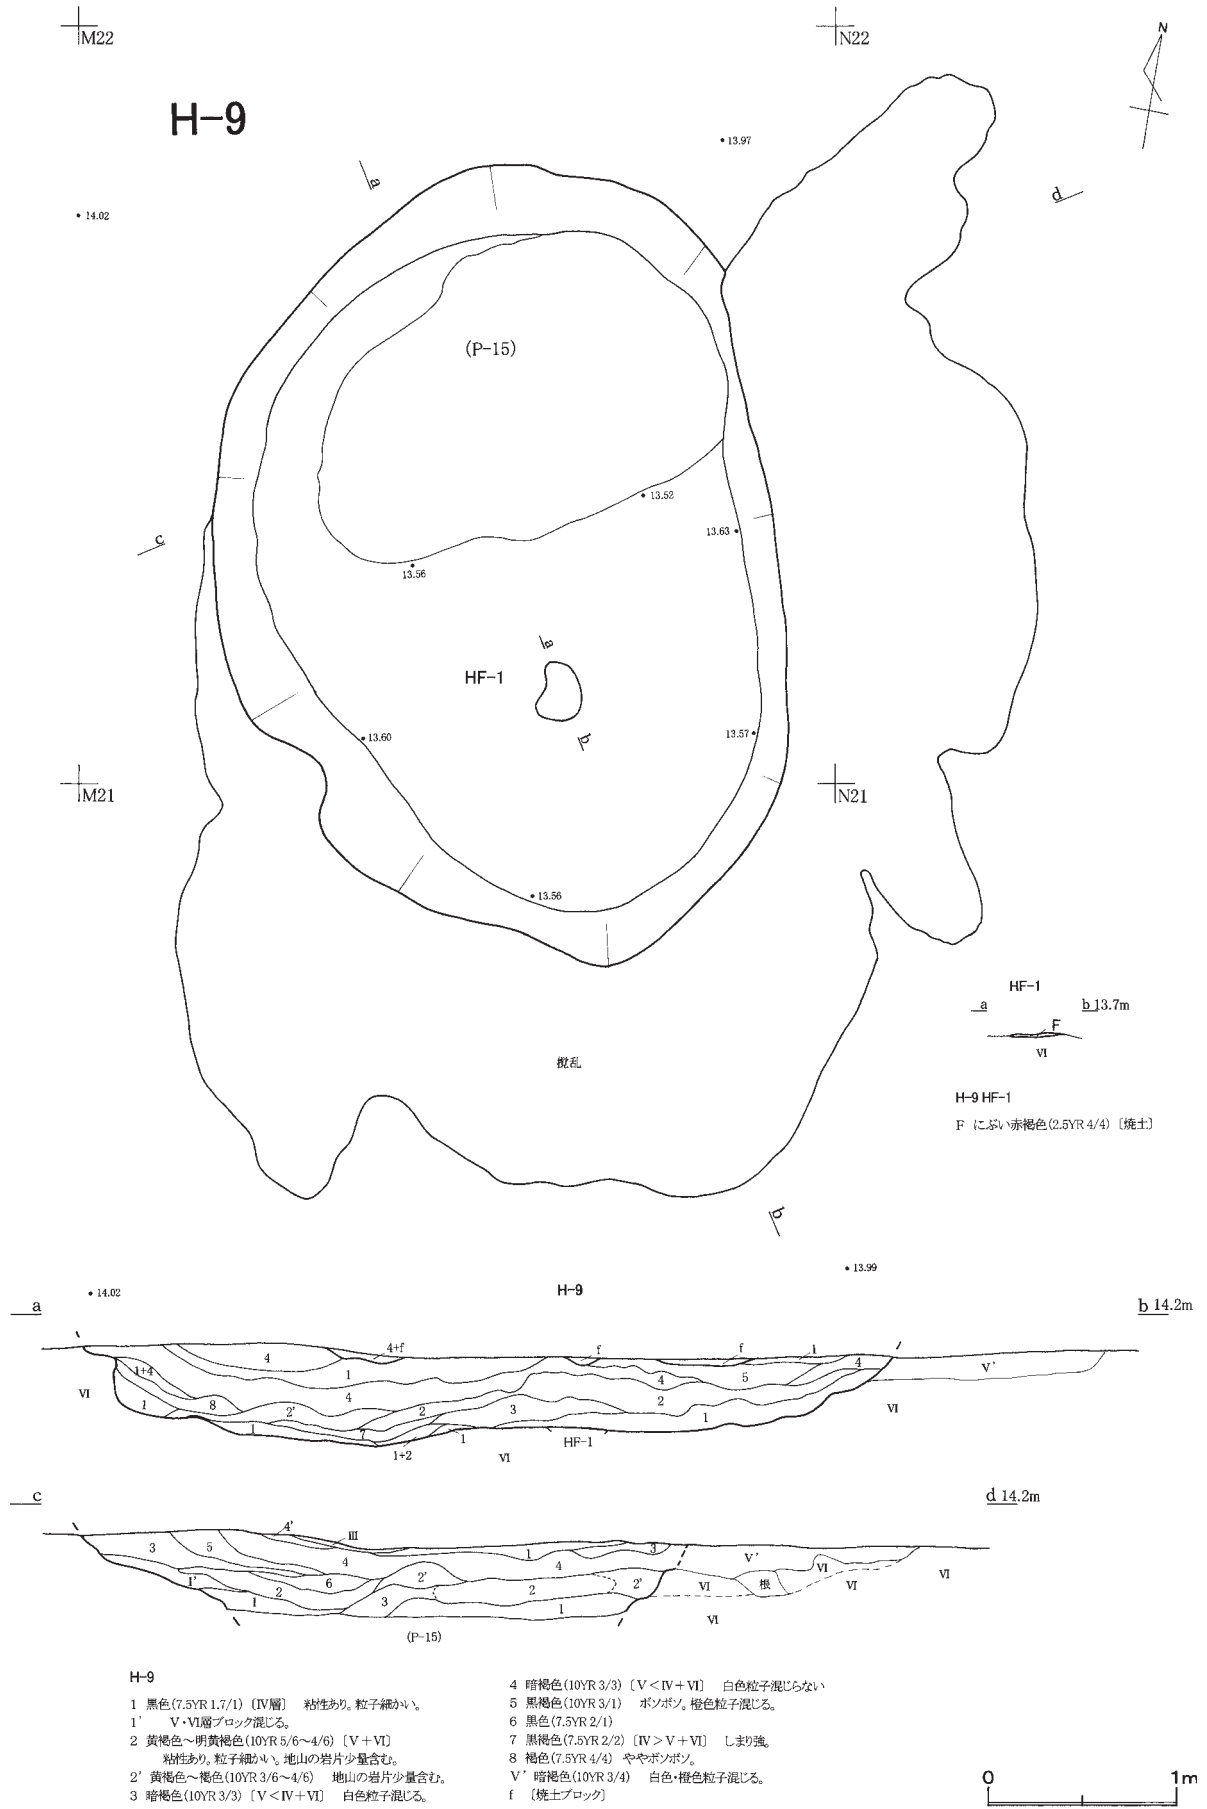 M22
N22
N
H-9
13.97
a
d
14.02
(P-15)
13.52
13.63
c
13.56
a
HF-1
b
13.60
13.57
M21
N21
13.56
HF-1
a
b 13.7m
F
VI
撹乱
H-9 HF-1
F にぶい赤褐色(2.5YR 4/4)〔焼土〕
b
13.99
14.02
H-9
a
b 14.2m
4+f
f
f
1
4
1
4
1+4
4
5
V'
VI
8
4
2
2
VI
1
2'
3
1
1
7
1
HF-1
1+2
VI
c
d 14.2m
4'
III
3
5
1
3
4
4
V'
VI
VI
1'
6
2'
VI
根
VI
2
2
2'
1
3
1
VI
(P-15)
H-9
1 黒色(7.5YR 1.7/1)〔IV層〕 粘性あり。粒子細かい。
1' V・VI層ブロック混じる。
2 黄褐色～明黄褐色(10YR 5/6～4/6)〔V+VI〕
粘性あり。粒子細かい。地山の岩片少量含む。
2' 黄褐色～褐色(10YR 3/6～4/6) 地山の岩片少量含む。
3 暗褐色(10YR 3/3)〔V<IV+VI〕 白色粒子混じる。
4 暗褐色(10YR 3/3)〔V<IV+VI〕 白色粒子混じらない
5 黒褐色(10YR 3/1) ボソボソ。橙色粒子混じる。
6 黒色(7.5YR 2/1)
7 黒褐色(7.5YR 2/2)〔IV>V+VI〕 しまり強。
8 褐色(7.5YR 4/4) ややボソボソ。
V' 暗褐色(10YR 3/4) 白色・橙色粒子混じる。
f 〔焼土ブロック〕
0 1m